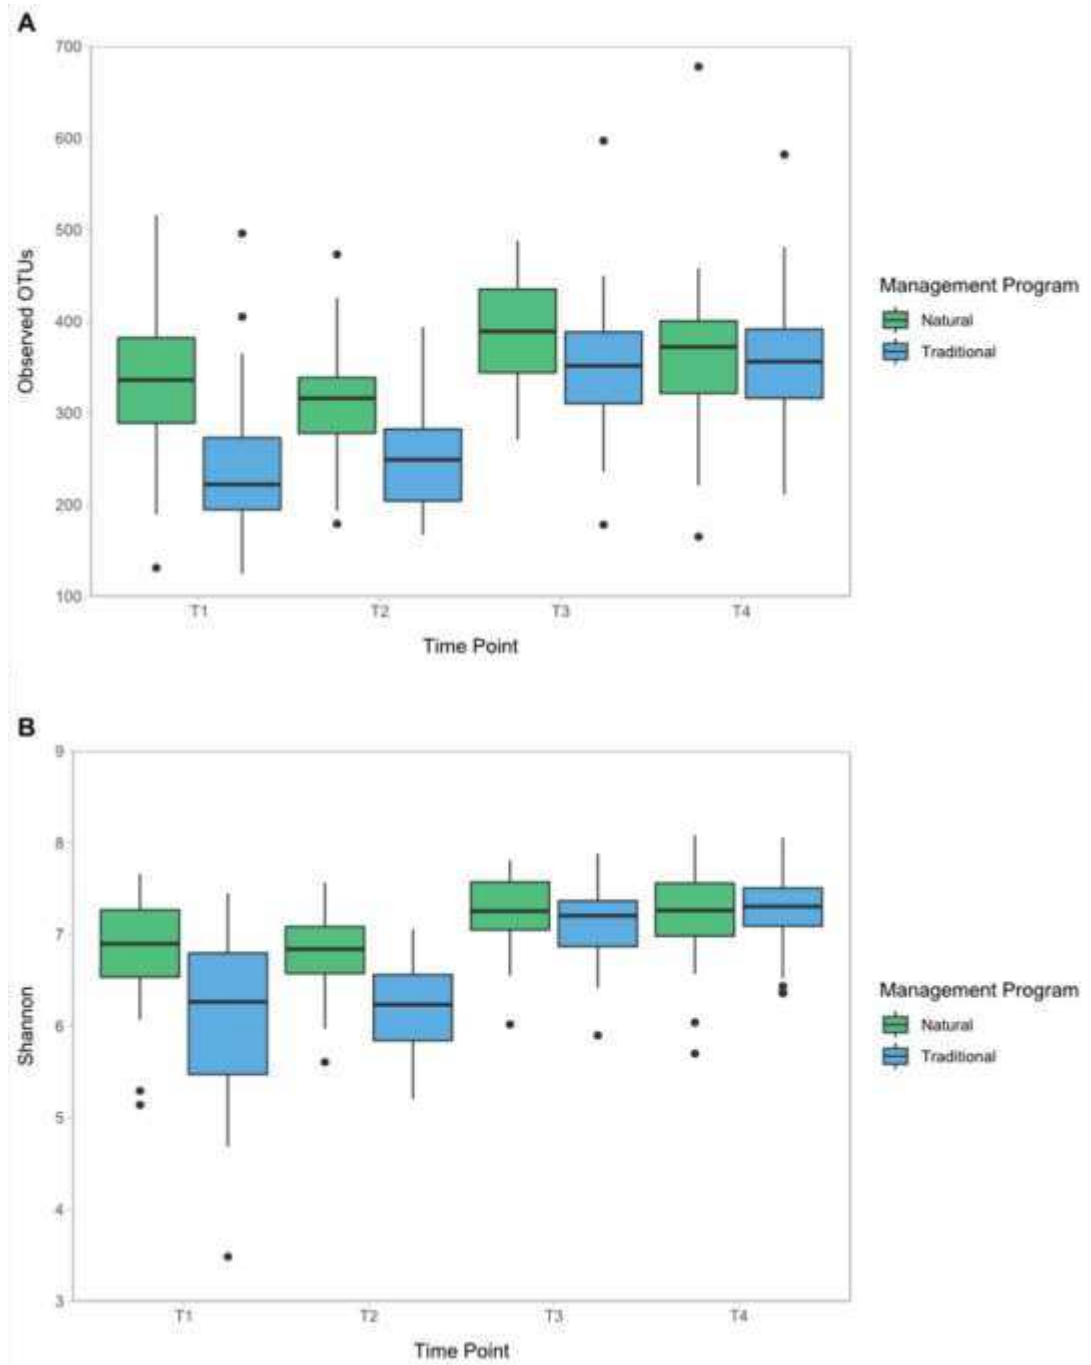 A
700
600
500
400
300
200
100
Observed OTUs
T1 T2 T3 T4
Time Point
Management Program
Natural
Traditional
B
9
8
7
6
5
4
3
Shannon
T1 T2 T3 T4
Time Point
Management Program
Natural
Traditional